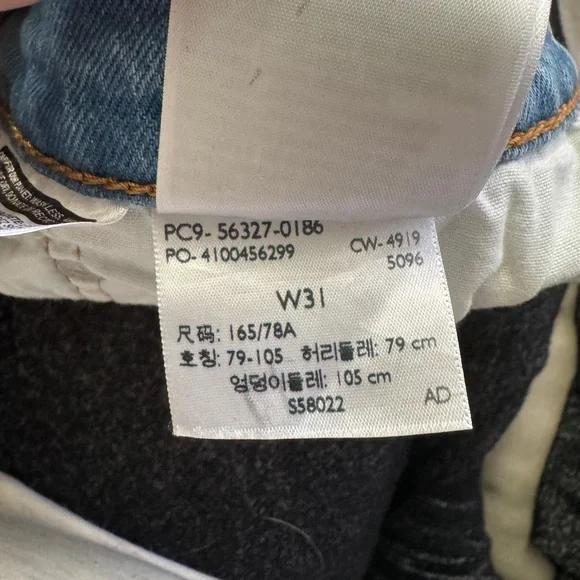 PC9- 56327-0186
PO- 4100456299
CW- 4919
5096
W31
尺码: 165/78A
호칭: 79-105 허리둘레: 79 cm
엉덩이둘레: 105 cm
S58022
AD